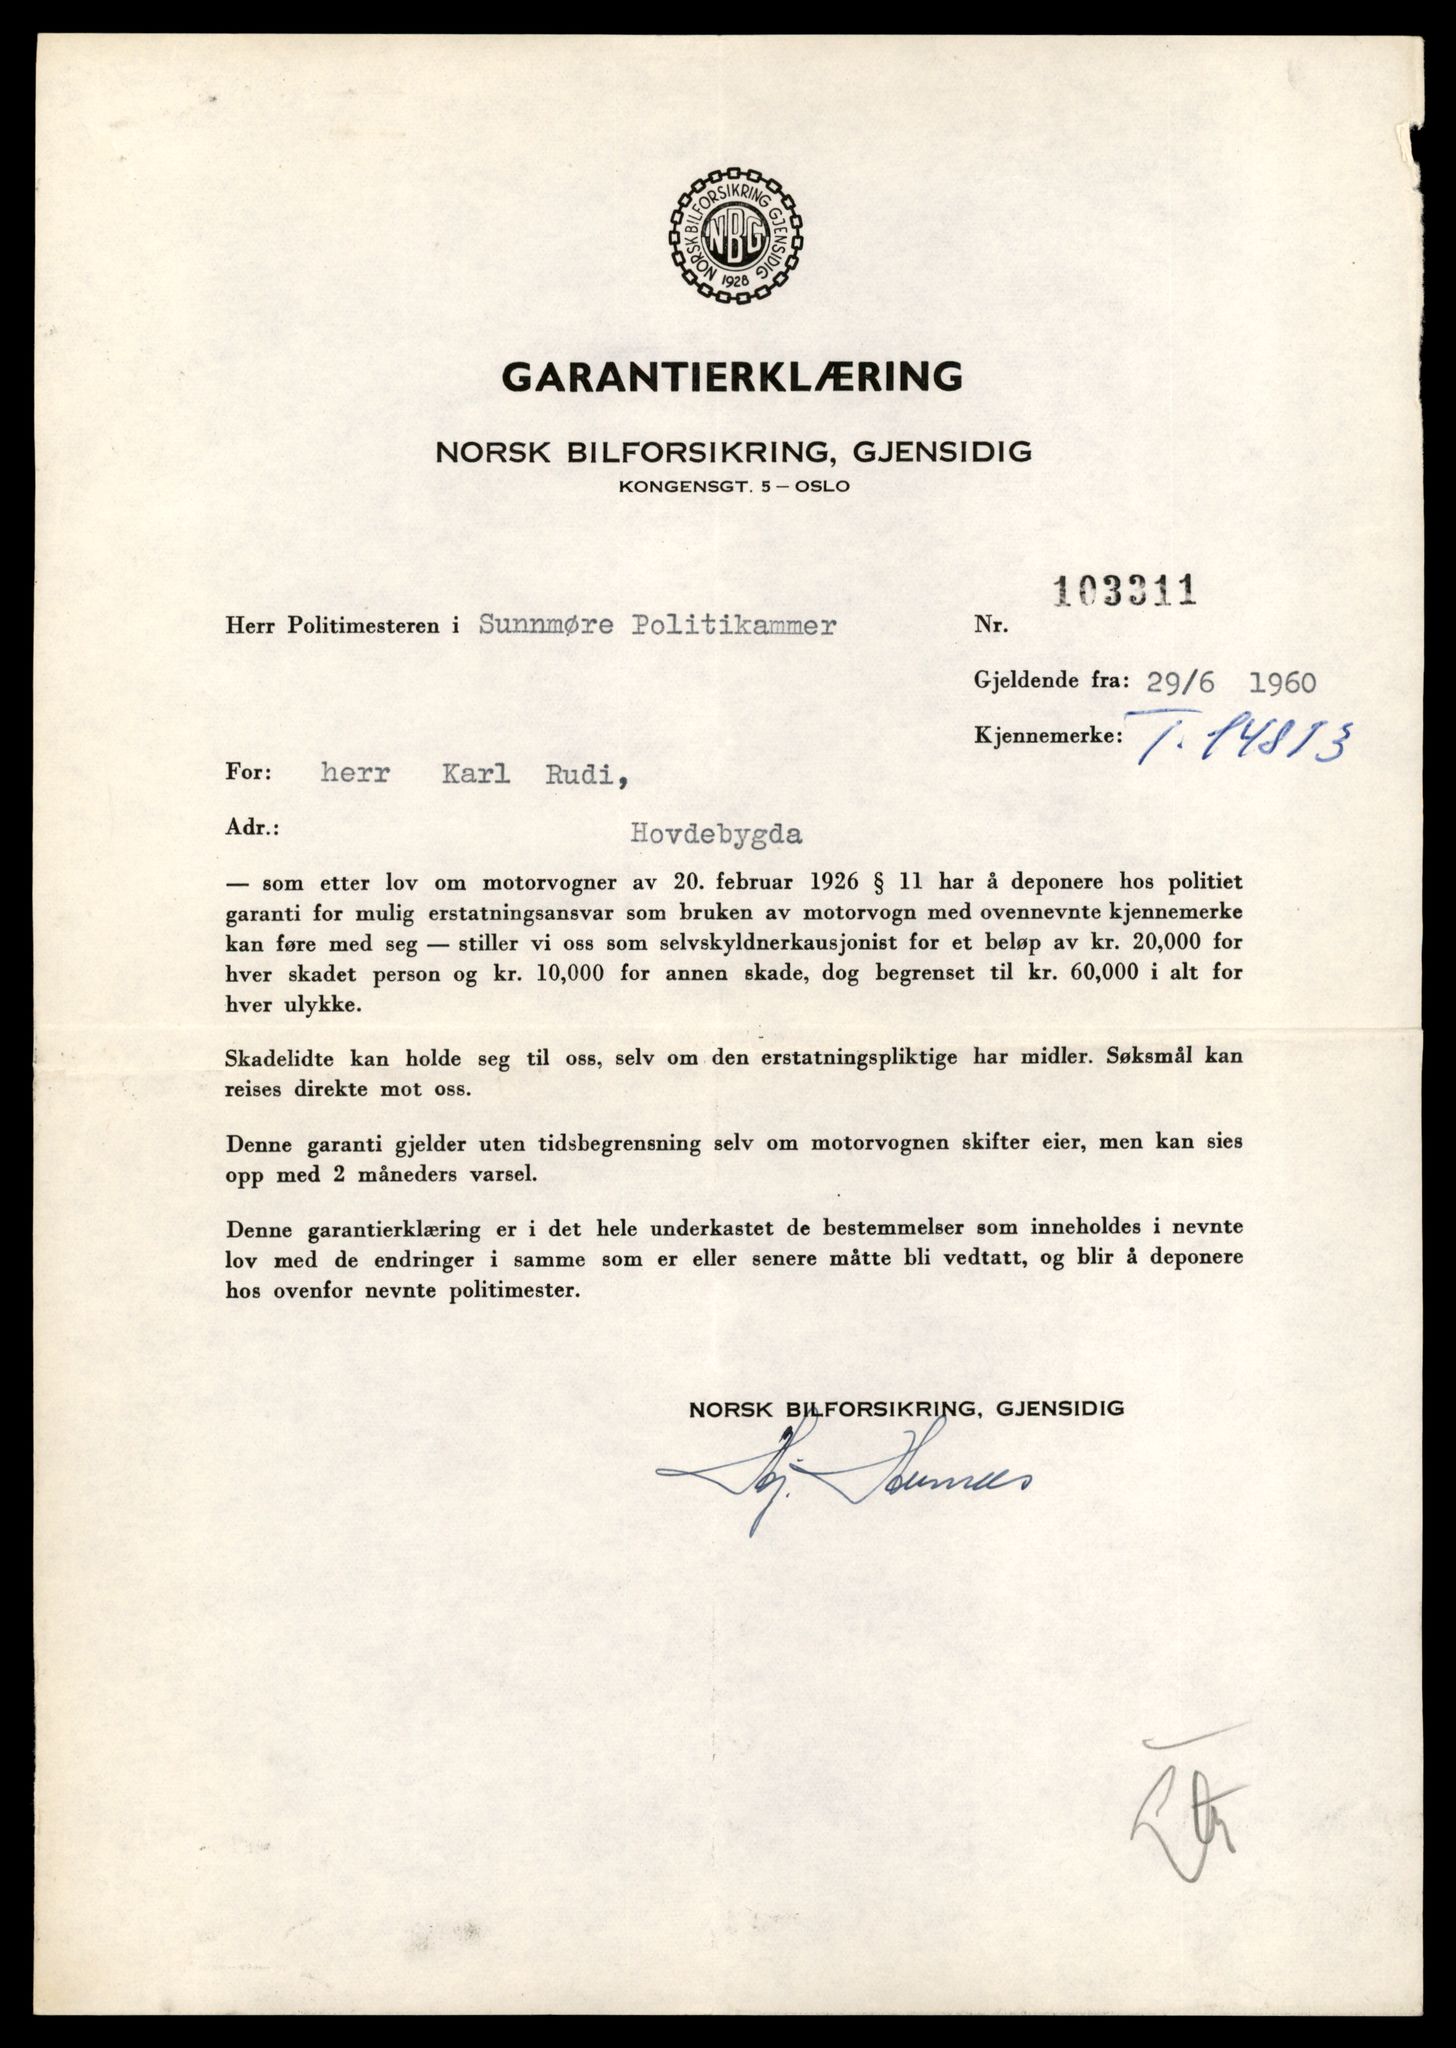 NORSK BILFORSIKRING GJENSIDIG
NBG
1928
GARANTIERKLÆRING
NORSK BILFORSIKRING, GJENSIDIG
KONGENSGT. 5 — OSLO
103311
Herr Politimesteren i Sunnmøre Politikammer Nr.
Gjeldende fra: 29/6 1960
Kjennemerke: T. 14813
For: herr Karl Rudi,
Adr.: Hovdebygda
— som etter lov om motorvogner av 20. februar 1926 § 11 har å deponere hos politiet
garanti for mulig erstatningsansvar som bruken av motorvogn med ovennevnte kjennemerke
kan føre med seg — stiller vi oss som selvskyldnerkausjonist for et beløp av kr. 20,000 for
hver skadet person og kr. 10,000 for annen skade, dog begrenset til kr. 60,000 i alt for
hver ulykke.
Skadelidte kan holde seg til oss, selv om den erstatningspliktige har midler. Søksmål kan
reises direkte mot oss.
Denne garanti gjelder uten tidsbegrensning selv om motorvognen skifter eier, men kan sies
opp med 2 måneders varsel.
Denne garantierklæring er i det hele underkastet de bestemmelser som inneholdes i nevnte
lov med de endringer i samme som er eller senere måtte bli vedtatt, og blir å deponere
hos ovenfor nevnte politimester.
NORSK BILFORSIKRING, GJENSIDIG